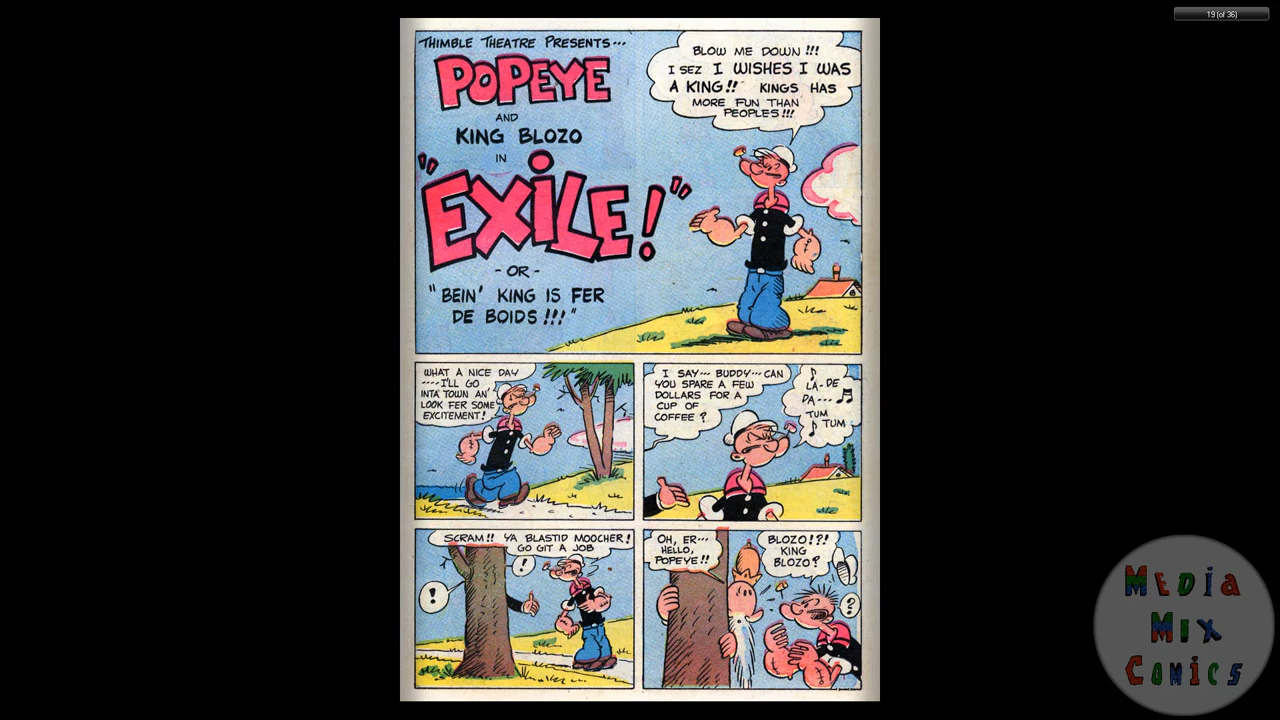 19 (of 36)
THIMBLE THEATRE PRESENTS...
POPEYE
AND
KING BLOZO
IN
"EXILE!"
- OR -
"BEIN' KING IS FER
DE BOIDS!!!"
BLOW ME DOWN!!!
I SEZ I WISHES I WAS
A KING!! KINGS HAS
MORE FUN THAN
PEOPLES!!!
WHAT A NICE DAY
----I'LL GO
INTA TOWN AN'
LOOK FER SOME
EXCITEMENT!
I SAY--- BUDDY--- CAN
YOU SPARE A FEW
DOLLARS FOR A
CUP OF
COFFEE?
LA-DE
DA---
TUM
TUM
SCRAM!! YA BLASTID MOOCHER!
GO GIT A JOB
!
!
OH, ER---
HELLO,
POPEYE!!
BLOZO!?!
KING
BLOZO?
?
MEDIA
MIX
COMICS